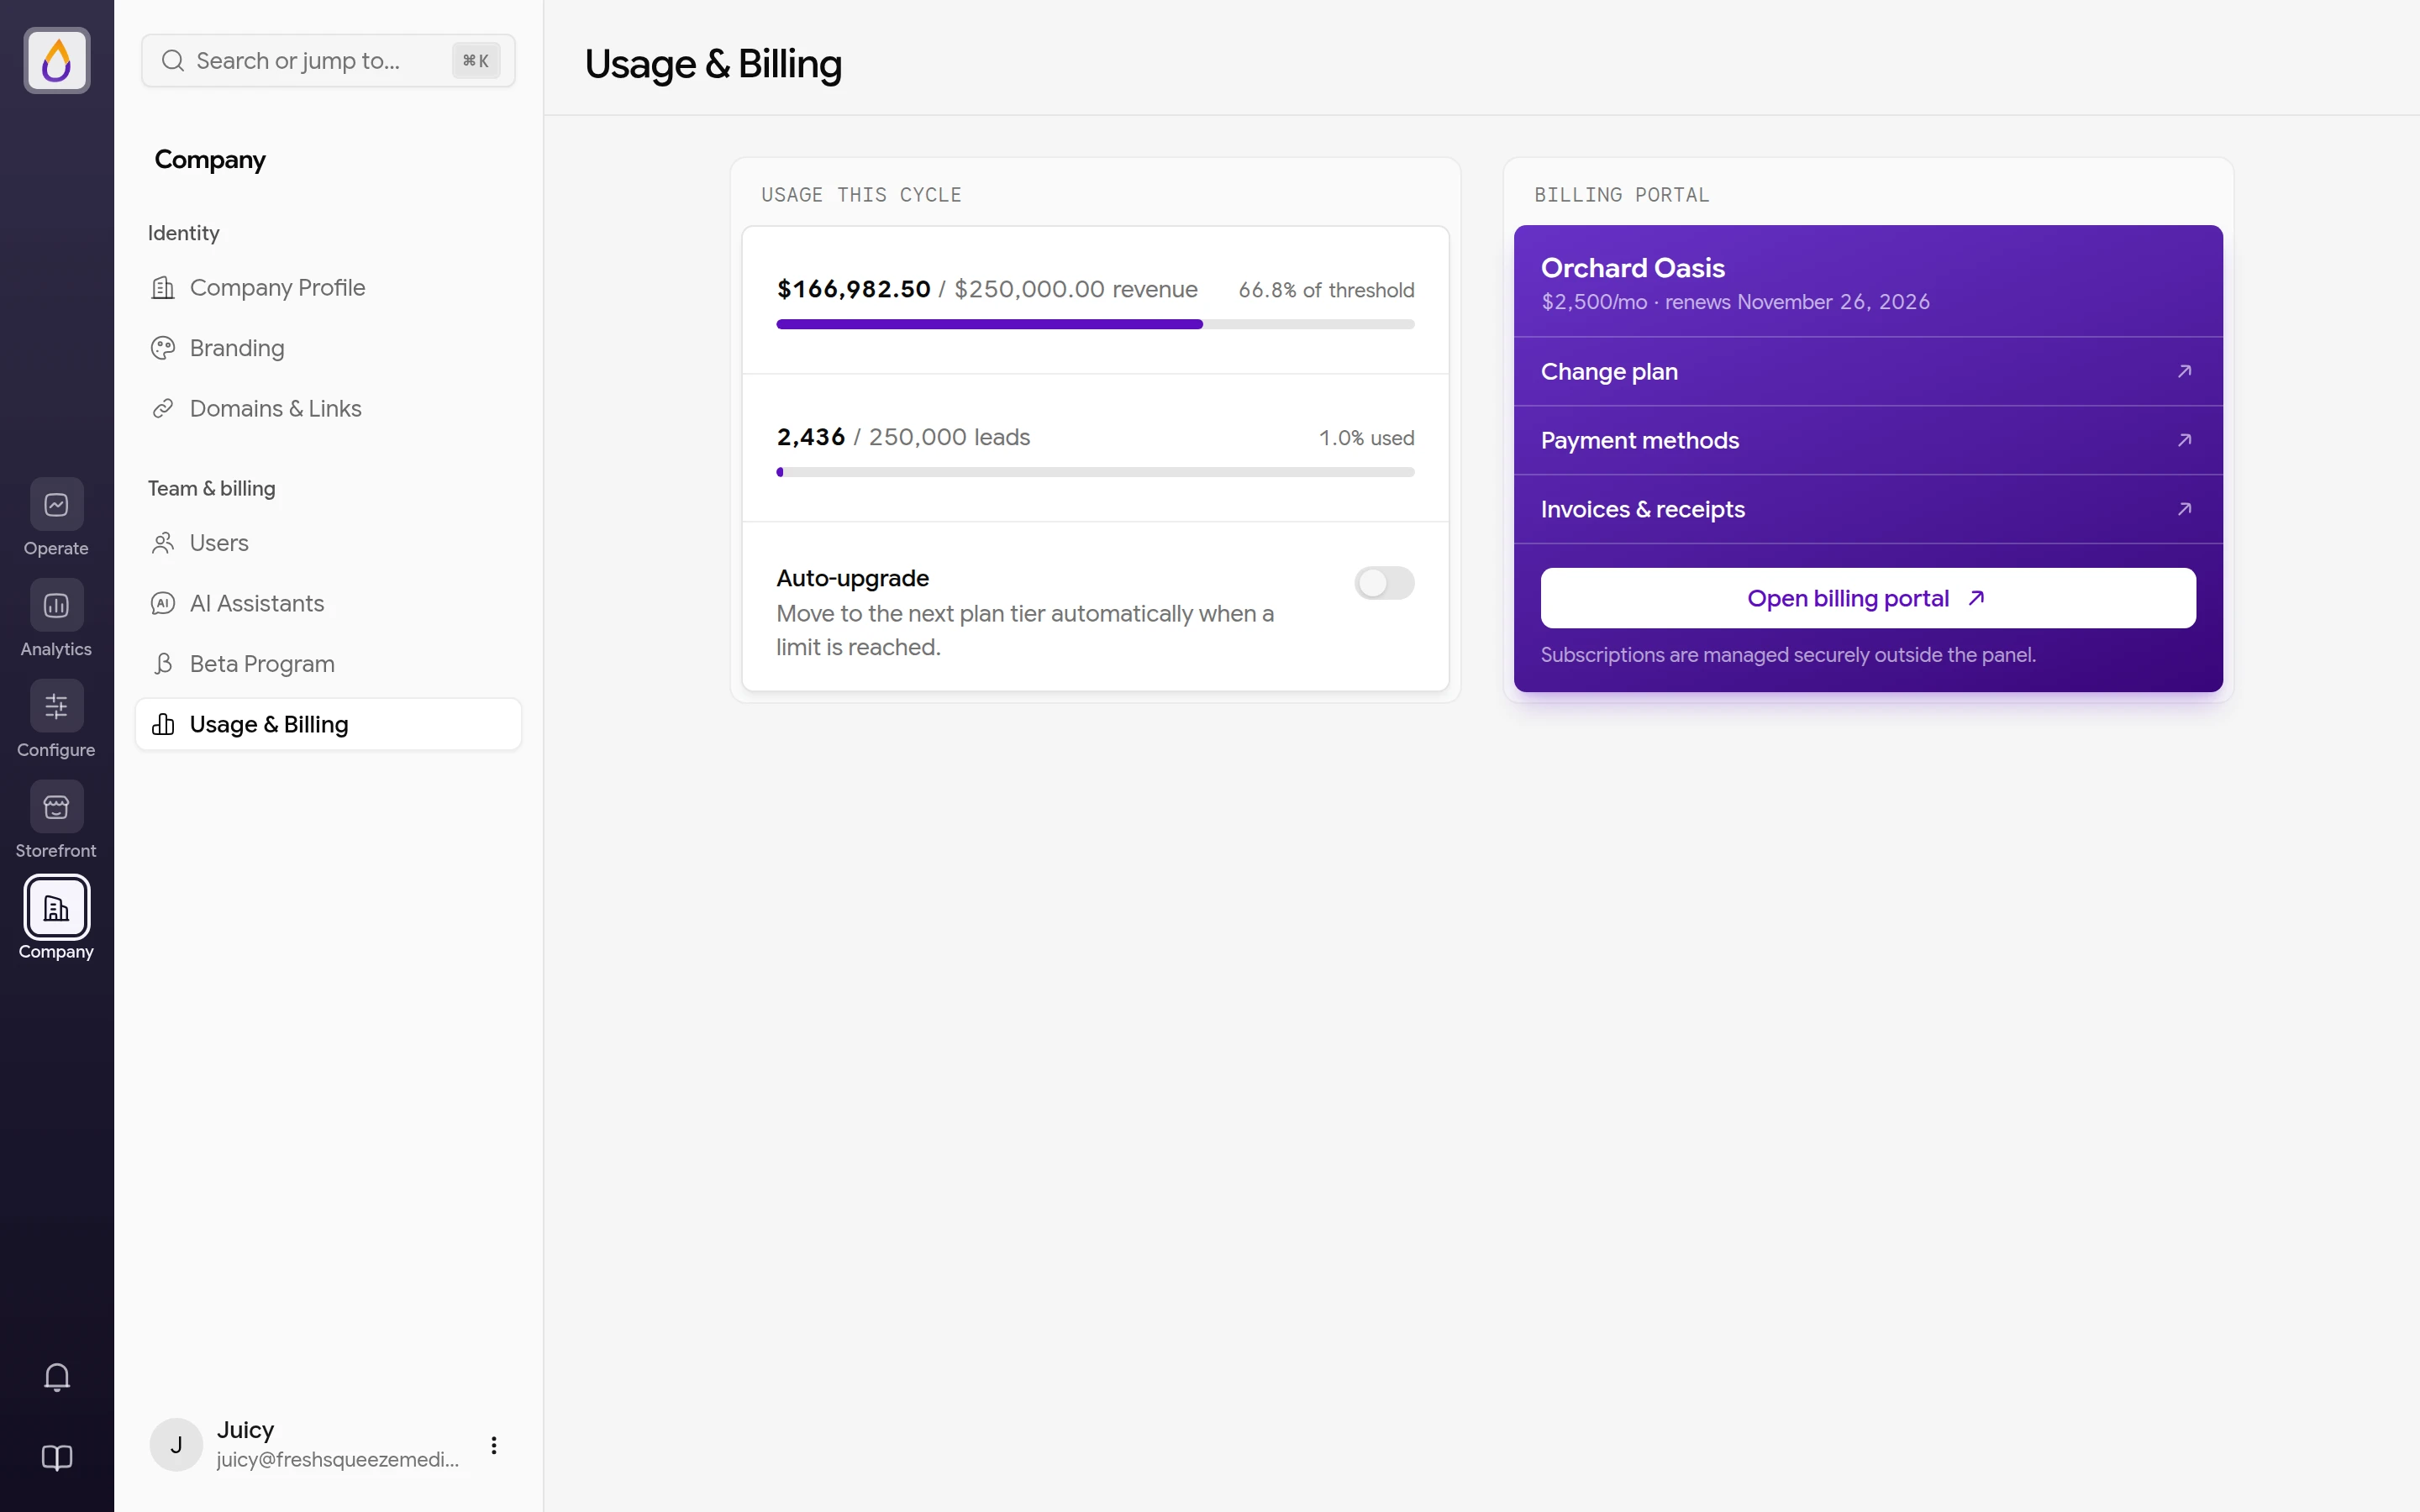 Search or jump to...
⌘ K
Usage & Billing
Company
Identity
Company Profile
Branding
Domains & Links
Team & billing
Users
AI Assistants
Beta Program
Usage & Billing
Operate
Analytics
Configure
Storefront
Company
USAGE THIS CYCLE
$166,982.50 / $250,000.00 revenue
66.8% of threshold
2,436 / 250,000 leads
1.0% used
Auto-upgrade
Move to the next plan tier automatically when a
limit is reached.
BILLING PORTAL
Orchard Oasis
$2,500/mo · renews November 26, 2026
Change plan
Payment methods
Invoices & receipts
Open billing portal
Subscriptions are managed securely outside the panel.
J
Juicy
juicy@freshsqueezemedi...